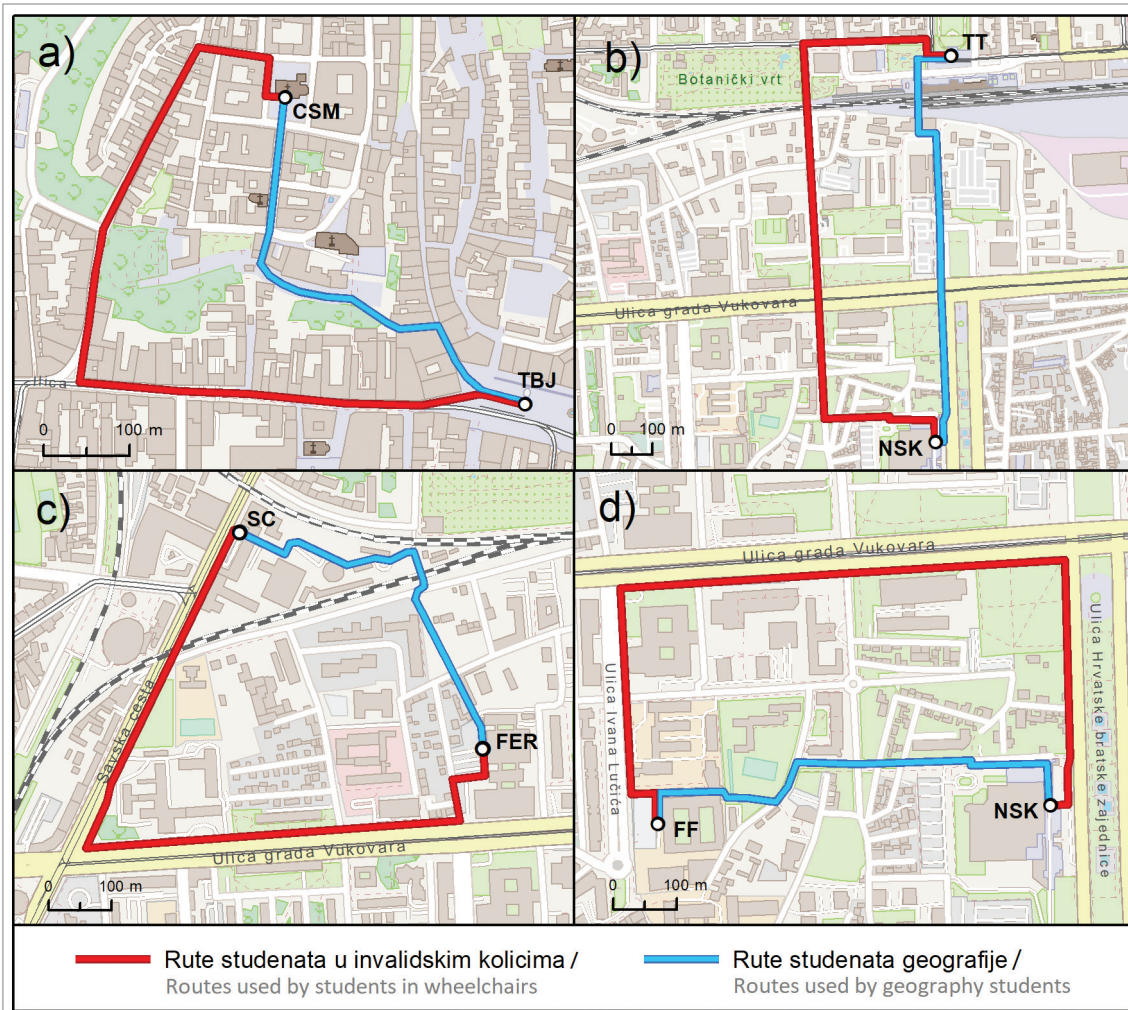 a)
CSM
TBJ
Ilica
0 100 m
b)
TT
Botanički vrt
Ulica grada Vukovara
NSK
0 100 m
c)
SC
FER
Savska cesta
Ulica grada Vukovara
0 100 m
d)
Ulica grada Vukovara
Ulica Ivana Lučića
Ulica Hrvatske bratske zajednice
FF
NSK
0 100 m
Rute studenata u invalidskim kolicima /
Routes used by students in wheelchairs
Rute studenata geografije /
Routes used by geography students